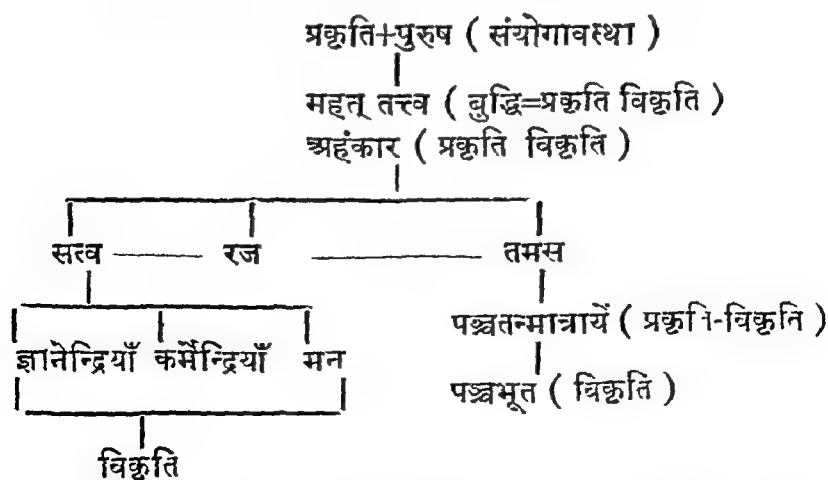 प्रकृति+पुरुष ( संयोगावस्था )
महत् तत्त्व ( बुद्धि=प्रकृति विकृति )
अहंकार ( प्रकृति विकृति )
सत्त्व रज तमस
पञ्चतन्मात्रायें ( प्रकृति-विकृति )
ज्ञानेन्द्रियाँ कर्मेन्द्रियाँ मन
पञ्चभूत ( विकृति )
विकृति